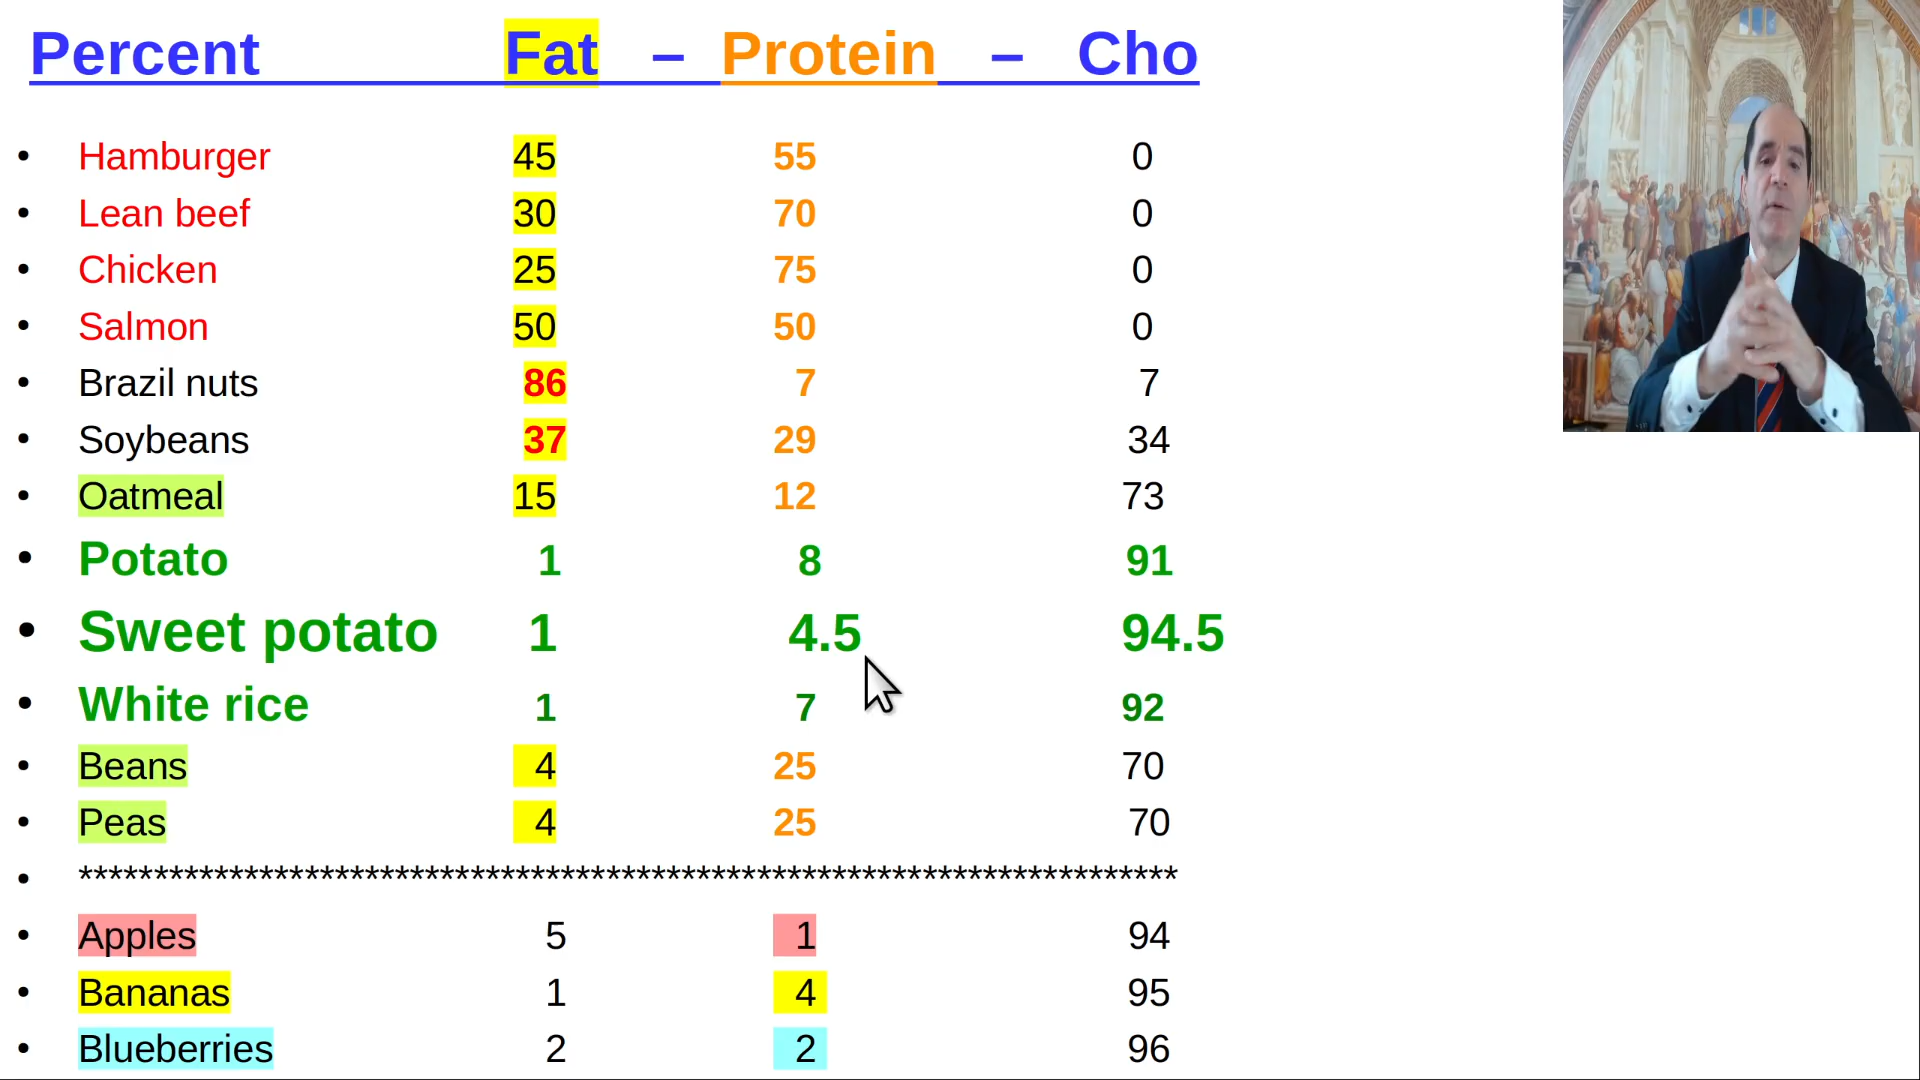 Percent Fat – Protein – Cho
• Hamburger 45 55 0
• Lean beef 30 70 0
• Chicken 25 75 0
• Salmon 50 50 0
• Brazil nuts 86 7 7
• Soybeans 37 29 34
• Oatmeal 15 12 73
• Potato 1 8 91
• Sweet potato 1 4.5 94.5
• White rice 1 7 92
• Beans 4 25 70
• Peas 4 25 70
• *************************************************************************
• Apples 5 1 94
• Bananas 1 4 95
• Blueberries 2 2 96